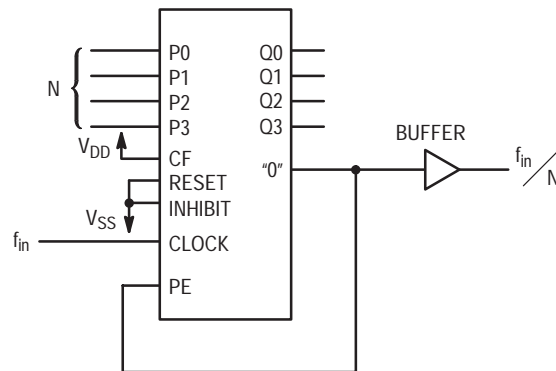 P0 Q0
P1 Q1
N P2 Q2
P3 Q3
VDD BUFFER
CF "0" fin/N
RESET
VSS INHIBIT
fin CLOCK
PE